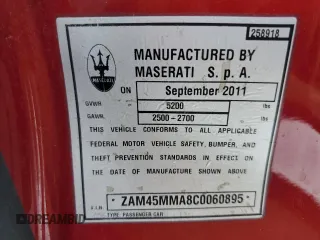 258918
MANUFACTURED BY
MASERATI S.p.A.
MASERATI
ON September 2011
GVWR 5200 lbs
GAWR. 2500 - 2700 lbs
THIS VEHICLE CONFORMS TO ALL APPLICABLE
FEDERAL MOTOR VEHICLE SAFETY, BUMPER, AND
THEFT PREVENTION STANDARDS IN EFFECT ON
THE DATE OF MANUFACTURE SHOWN ABOVE
V.I.N. * ZAM45MMA8C0060895 *
TYPE: PASSENGER CAR
DREAMBID